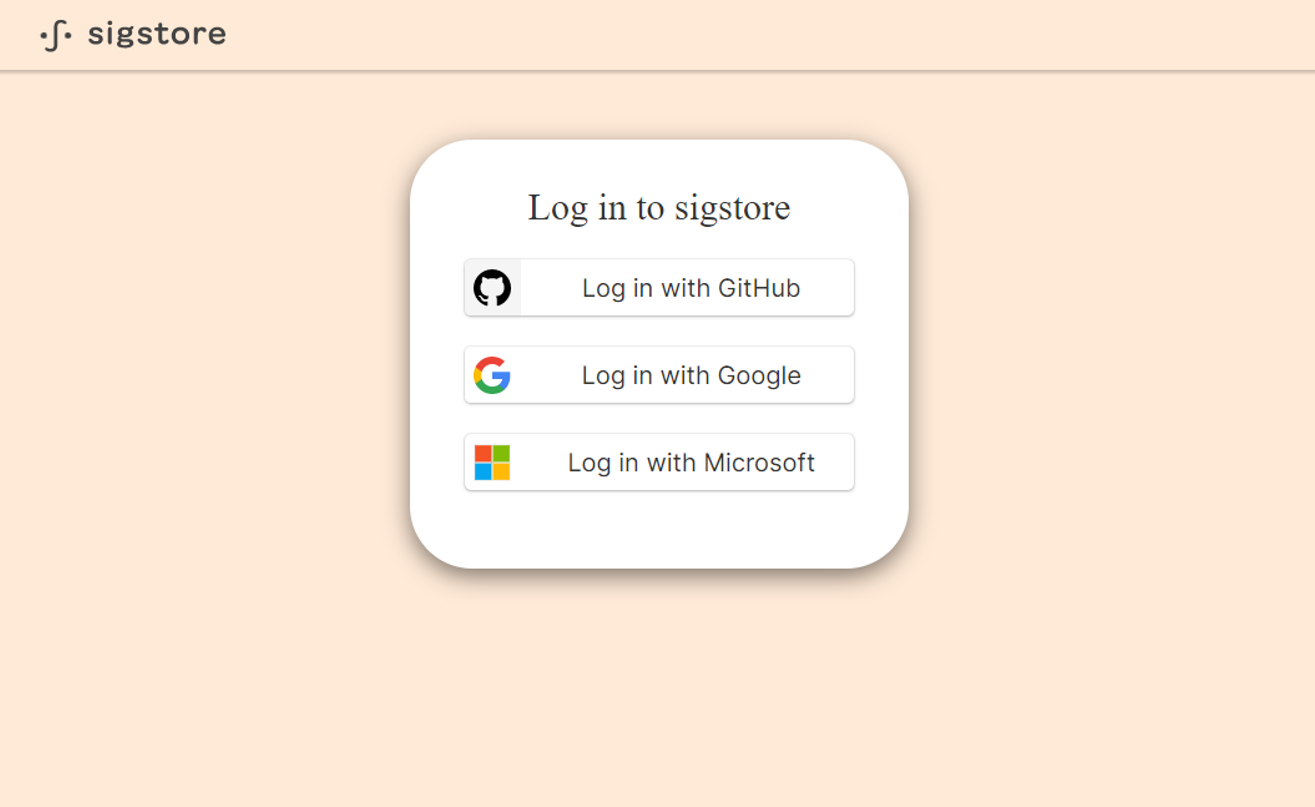 sigstore
Log in to sigstore
Log in with GitHub
Log in with Google
Log in with Microsoft